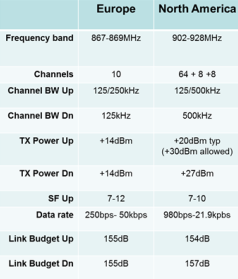 Europe North America
Frequency band 867-869MHz 902-928MHz
Channels 10 64 + 8 +8
Channel BW Up 125/250kHz 125/500kHz
Channel BW Dn 125kHz 500kHz
TX Power Up +14dBm +20dBm typ
(+30dBm allowed)
TX Power Dn +14dBm +27dBm
SF Up 7-12 7-10
Data rate 250bps- 50kbps 980bps-21.9kpbs
Link Budget Up 155dB 154dB
Link Budget Dn 155dB 157dB